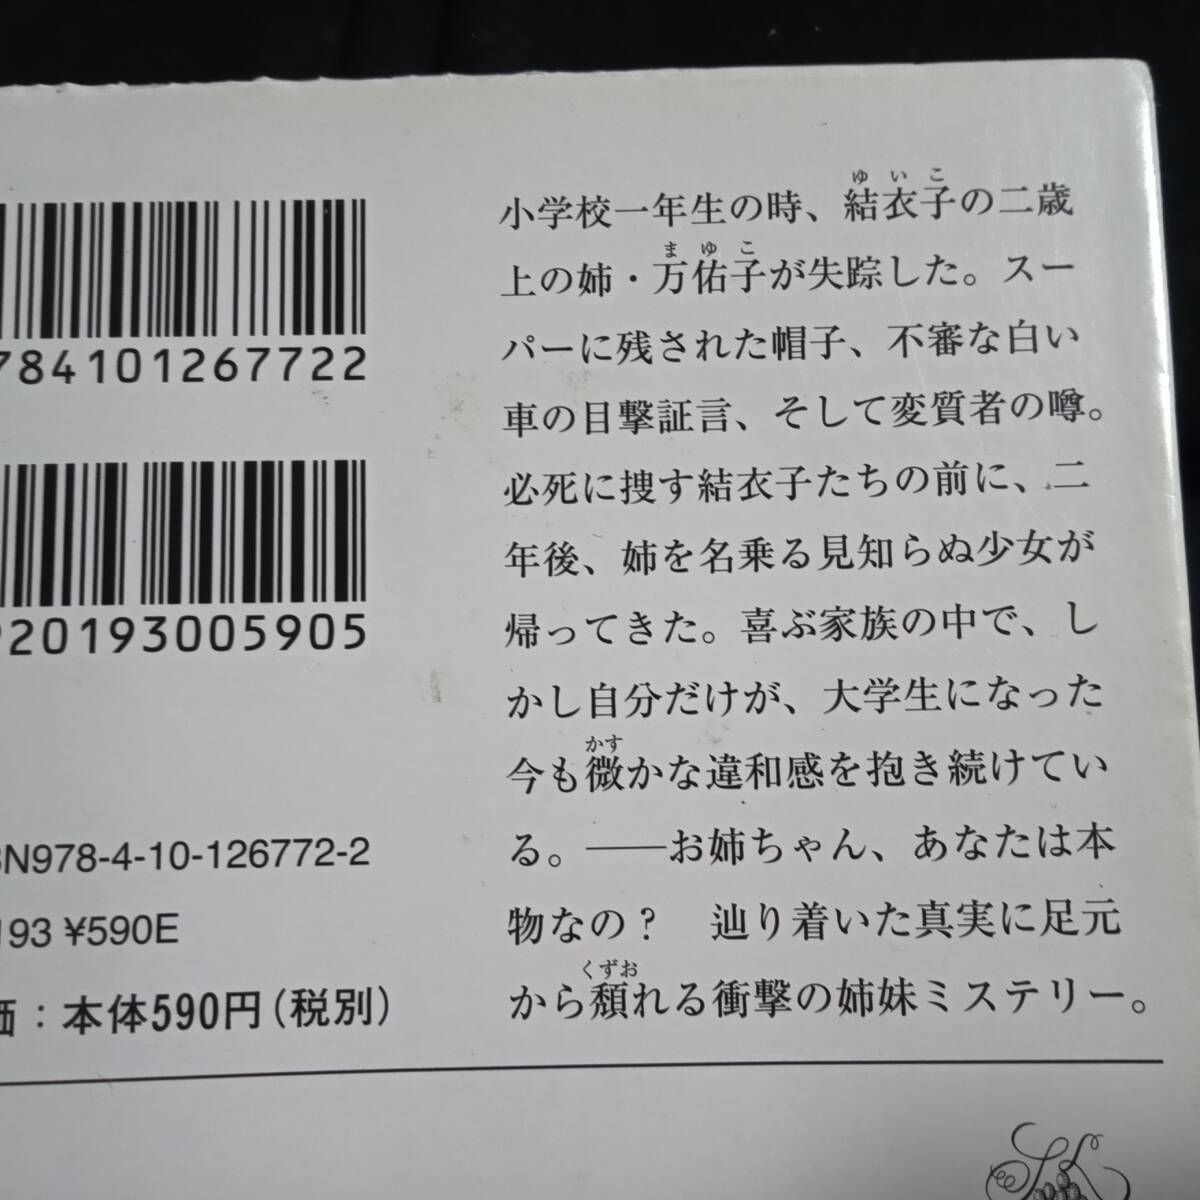 784101267722
920193005905
BN978-4-10-126772-2
193 ¥590E
価：本体590円（税別）
小学校一年生の時、結衣子の二歳
ゆいこ
上の姉・万佑子が失踪した。スー
まゆこ
パーに残された帽子、不審な白い
車の目撃証言、そして変質者の噂。
必死に捜す結衣子たちの前に、二
年後、姉を名乗る見知らぬ少女が
帰ってきた。喜ぶ家族の中で、し
かし自分だけが、大学生になった
今も微かな違和感を抱き続けてい
かす
る。――お姉ちゃん、あなたは本
物なの？　辿り着いた真実に足元
から頽れる衝撃の姉妹ミステリー。
くずお